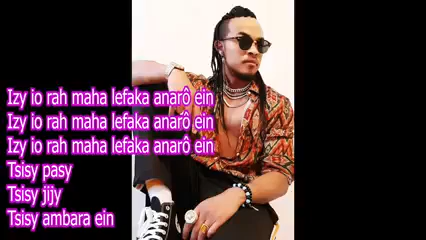 Izy io rah maha lefaka anarô ein
Izy io rah maha lefaka anarô ein
Izy io rah maha lefaka anarô ein
Tsisy pasy
Tsisy jijy
Tsisy ambara ein